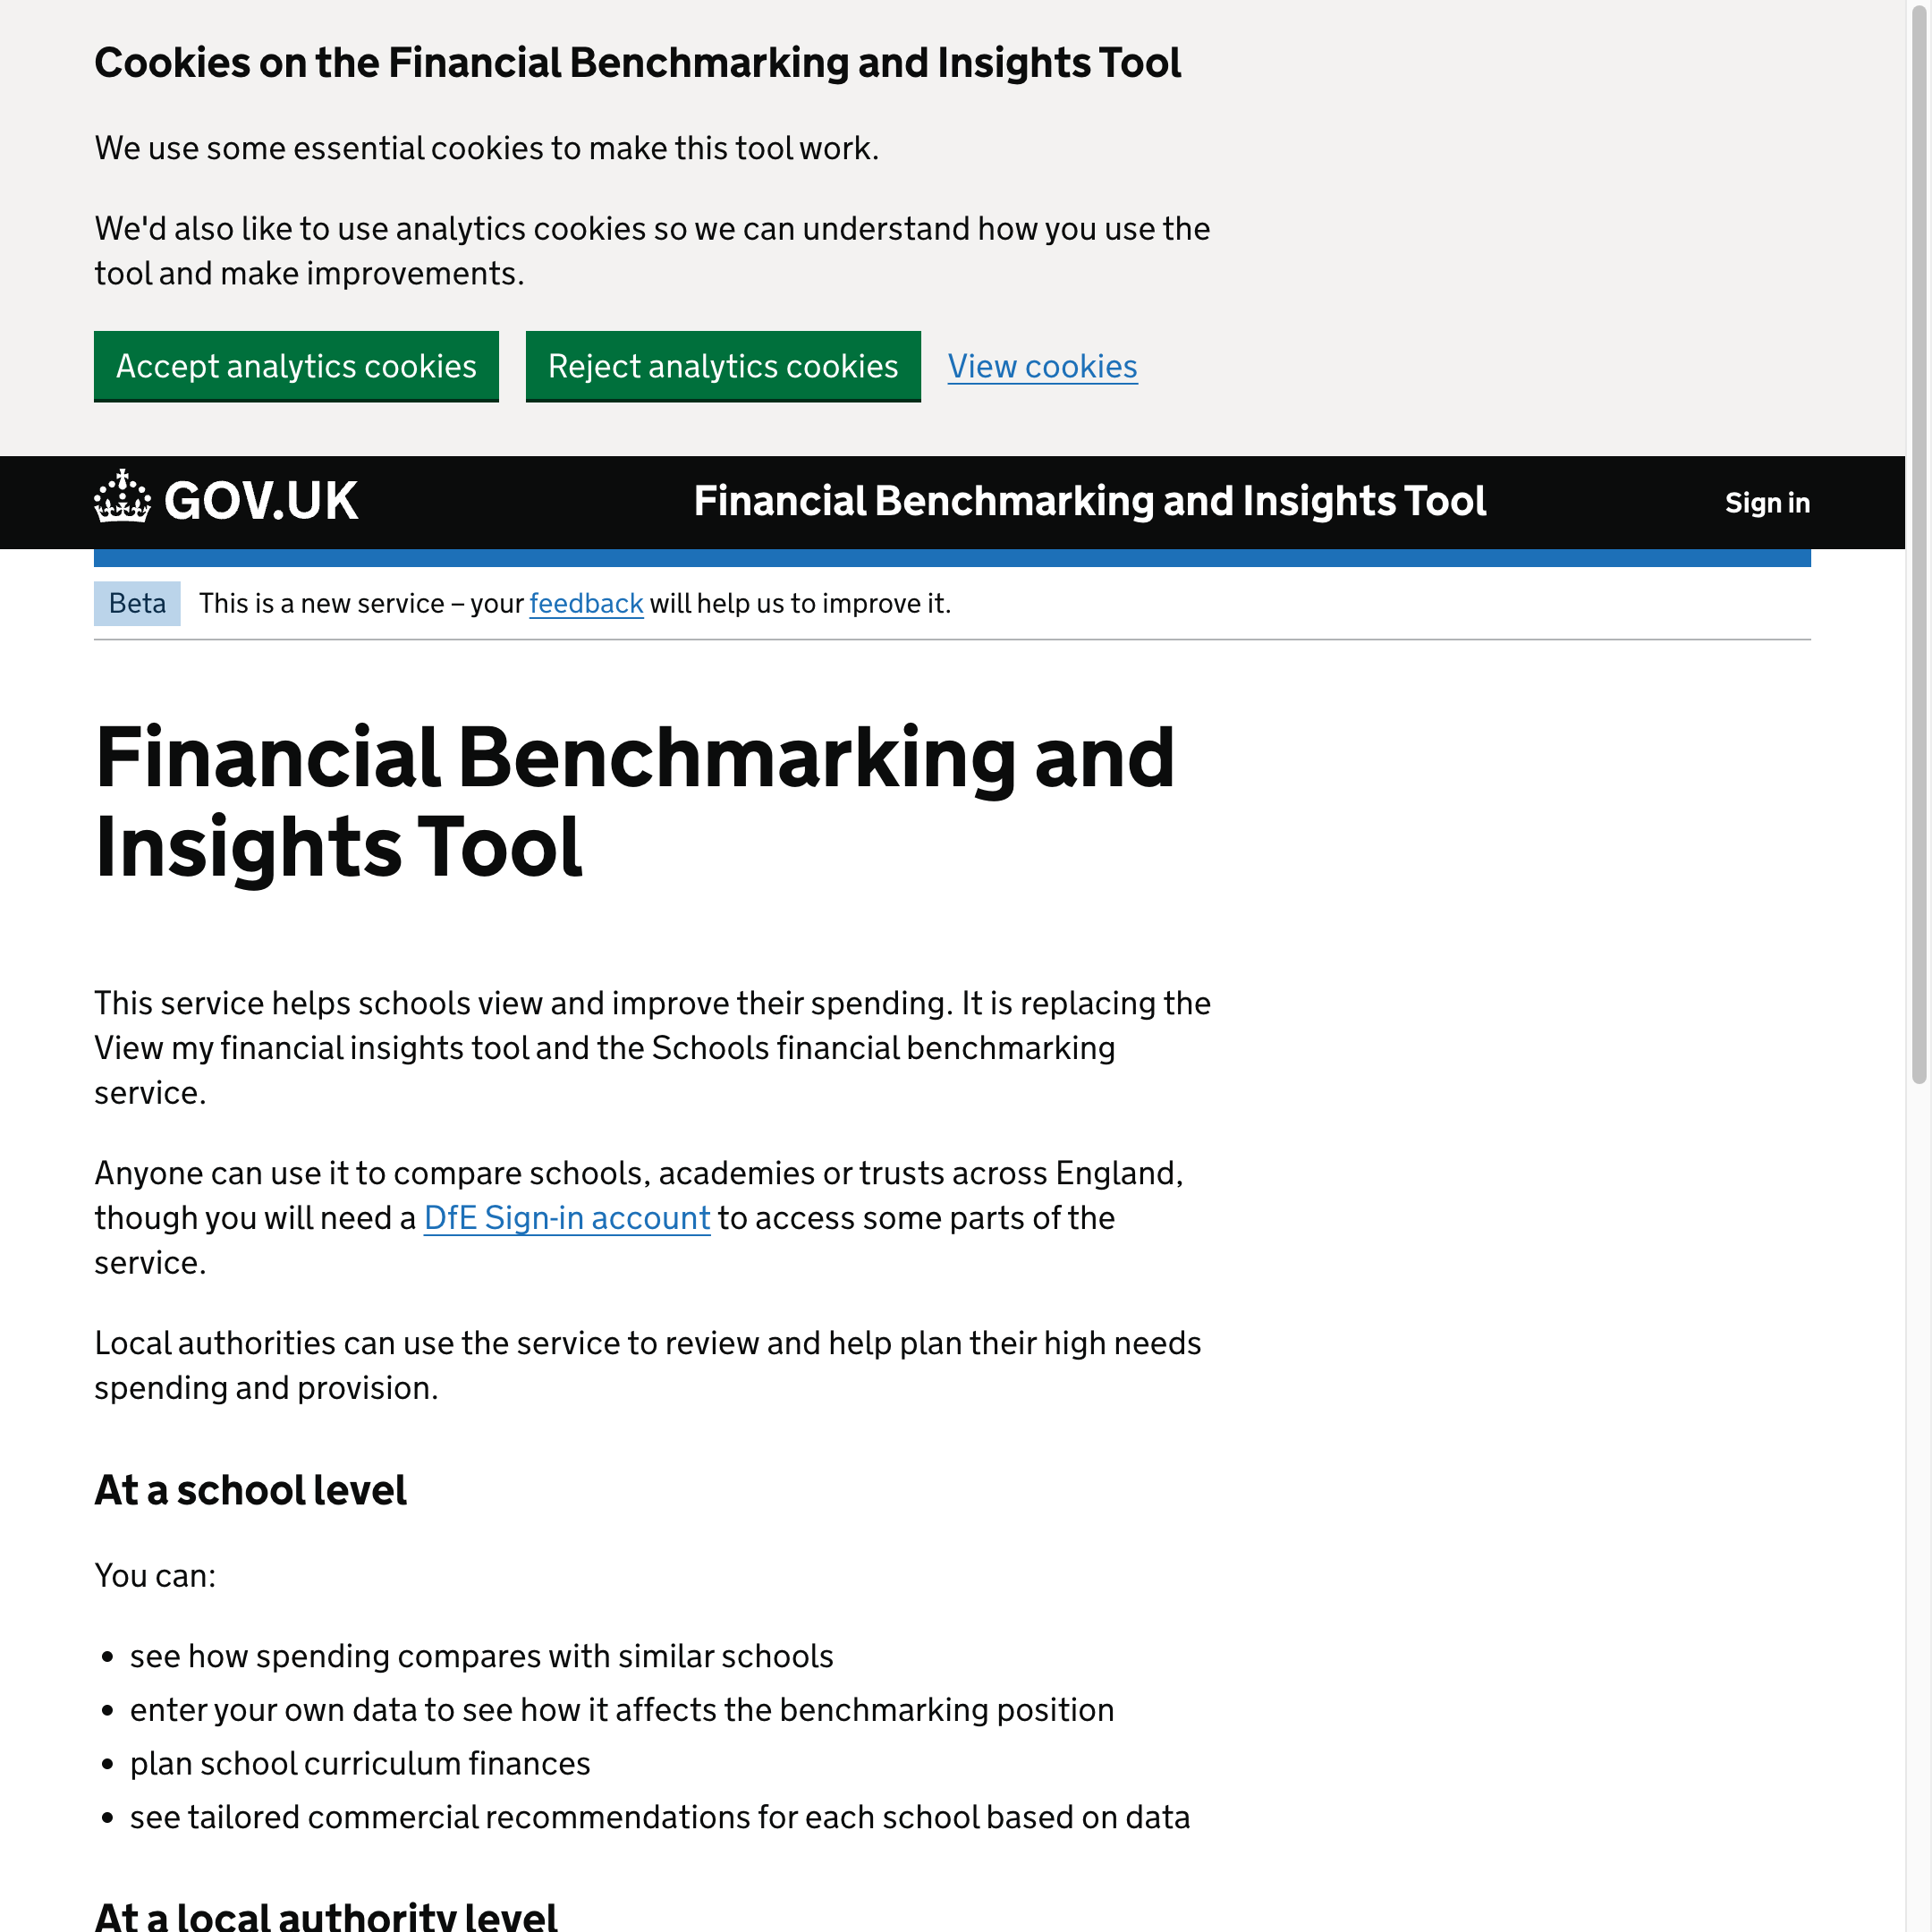 Cookies on the Financial Benchmarking and Insights Tool
We use some essential cookies to make this tool work.
We'd also like to use analytics cookies so we can understand how you use the
tool and make improvements.
Accept analytics cookies
Reject analytics cookies
View cookies
GOV.UK
Financial Benchmarking and Insights Tool
Sign in
Beta
This is a new service – your feedback will help us to improve it.
Financial Benchmarking and
Insights Tool
This service helps schools view and improve their spending. It is replacing the
View my financial insights tool and the Schools financial benchmarking
service.
Anyone can use it to compare schools, academies or trusts across England,
though you will need a DfE Sign-in account to access some parts of the
service.
Local authorities can use the service to review and help plan their high needs
spending and provision.
At a school level
You can:
• see how spending compares with similar schools
• enter your own data to see how it affects the benchmarking position
• plan school curriculum finances
• see tailored commercial recommendations for each school based on data
At a local authority level